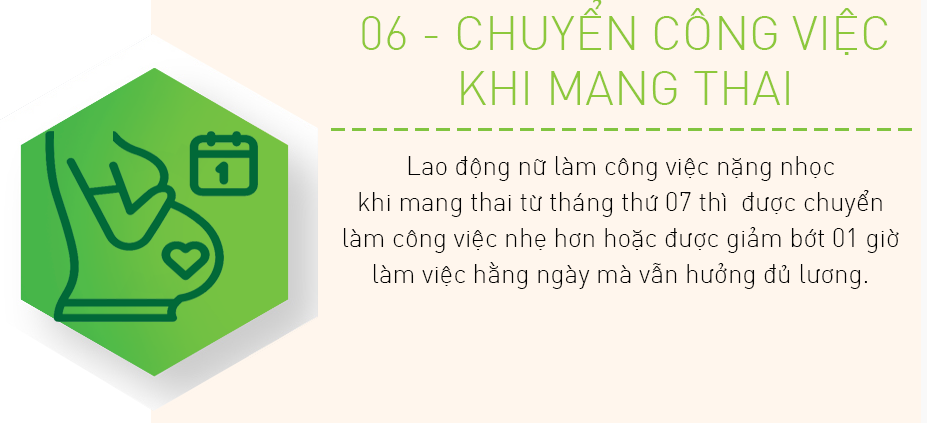 06 - CHUYỂN CÔNG VIỆC
KHI MANG THAI
1
Lao động nữ làm công việc nặng nhọc
khi mang thai từ tháng thứ 07 thì được chuyển
làm công việc nhẹ hơn hoặc được giảm bớt 01 giờ
làm việc hằng ngày mà vẫn hưởng đủ lương.